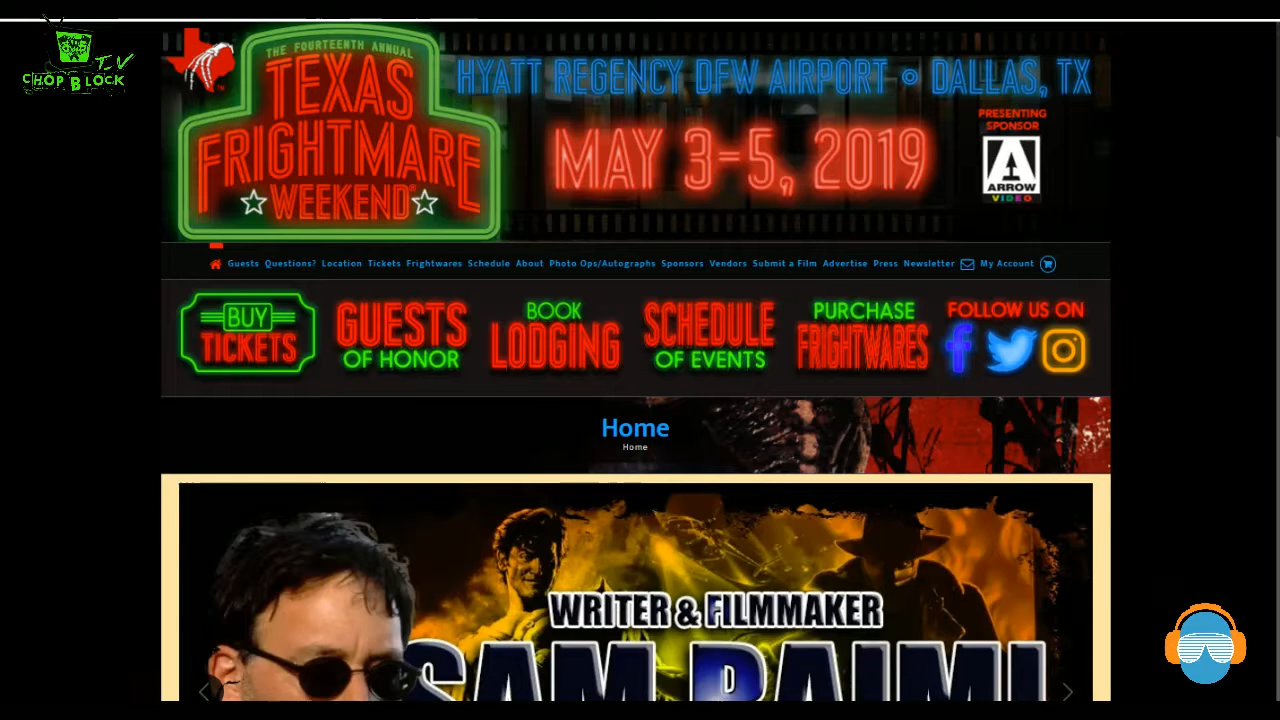 CHOP BLOCK TV
THE FOURTEENTH ANNUAL
TEXAS
FRIGHTMARE
WEEKEND®
HYATT REGENCY DFW AIRPORT DALLAS, TX
MAY 3-5, 2019
PRESENTING
SPONSOR
A
ARROW
VIDEO
Guests Questions? Location Tickets Frightwares Schedule About Photo Ops/Autographs Sponsors Vendors Submit a Film Advertise Press Newsletter My Account
BUY
TICKETS
GUESTS
OF HONOR
BOOK
LODGING
SCHEDULE
OF EVENTS
PURCHASE
FRIGHTWARES
FOLLOW US ON
Home
Home
WRITER & FILMMAKER
SAM RAIMI